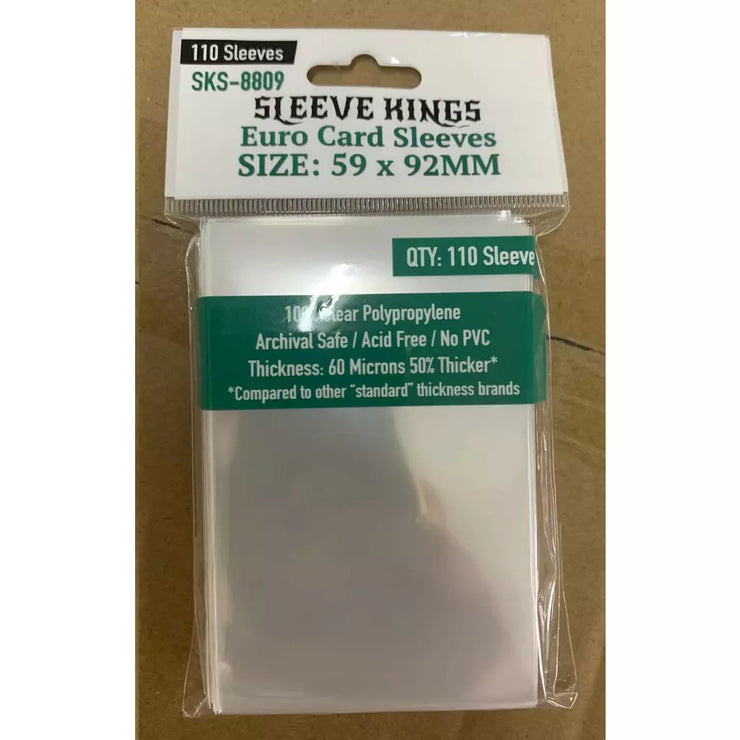 110 Sleeves
SKS-8809
SLEEVE KINGS
Euro Card Sleeves
SIZE: 59 x 92MM
QTY: 110 Sleeve
Clear Polypropylene
Archival Safe / Acid Free / No PVC
Thickness: 60 Microns 50% Thicker*
*Compared to other "standard" thickness brands